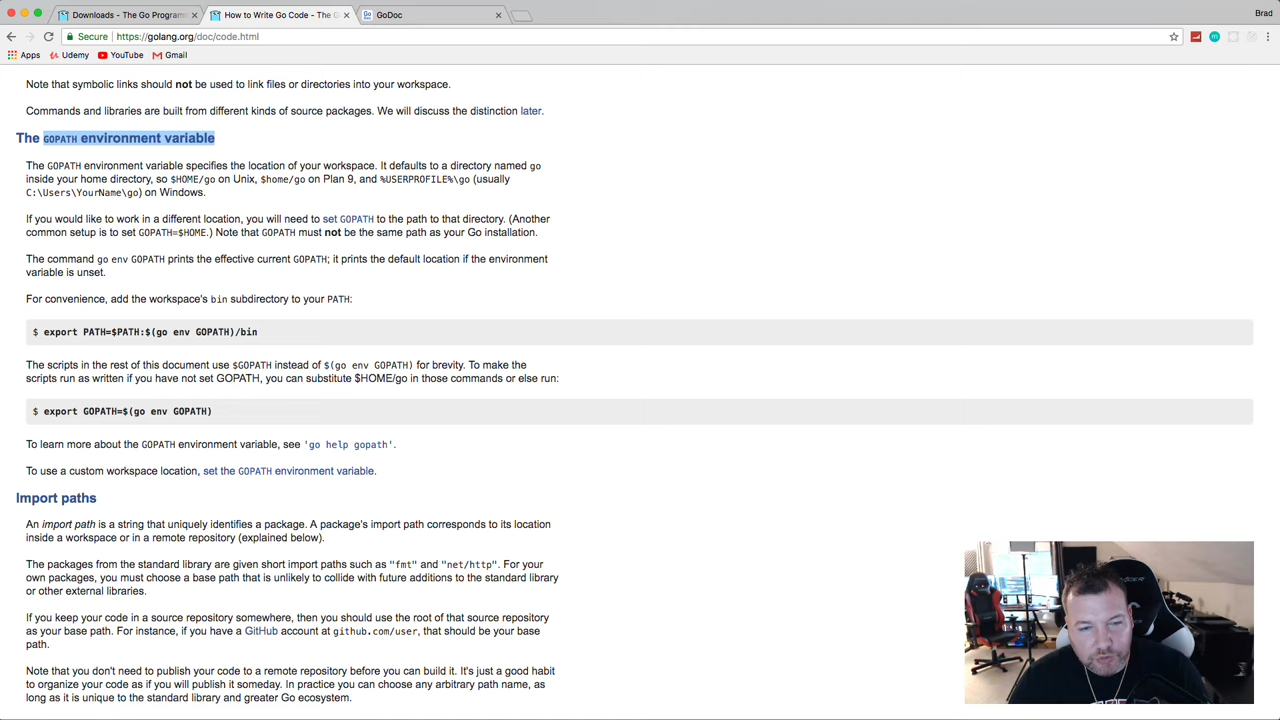 Downloads - The Go Program
How to Write Go Code - The G
GoDoc
Brad
Secure
https://golang.org/doc/code.html
Apps
Udemy
YouTube
Gmail
Note that symbolic links should not be used to link files or directories into your workspace.
Commands and libraries are built from different kinds of source packages. We will discuss the distinction later.
The GOPATH environment variable
The GOPATH environment variable specifies the location of your workspace. It defaults to a directory named go
inside your home directory, so $HOME/go on Unix, $home/go on Plan 9, and %USERPROFILE%\go (usually
C:\Users\YourName\go) on Windows.
If you would like to work in a different location, you will need to set GOPATH to the path to that directory. (Another
common setup is to set GOPATH=$HOME.) Note that GOPATH must not be the same path as your Go installation.
The command go env GOPATH prints the effective current GOPATH; it prints the default location if the environment
variable is unset.
For convenience, add the workspace's bin subdirectory to your PATH:
$ export PATH=$PATH:$(go env GOPATH)/bin
The scripts in the rest of this document use $GOPATH instead of $(go env GOPATH) for brevity. To make the
scripts run as written if you have not set GOPATH, you can substitute $HOME/go in those commands or else run:
$ export GOPATH=$(go env GOPATH)
To learn more about the GOPATH environment variable, see 'go help gopath'.
To use a custom workspace location, set the GOPATH environment variable.
Import paths
An import path is a string that uniquely identifies a package. A package's import path corresponds to its location
inside a workspace or in a remote repository (explained below).
The packages from the standard library are given short import paths such as "fmt" and "net/http". For your
own packages, you must choose a base path that is unlikely to collide with future additions to the standard library
or other external libraries.
If you keep your code in a source repository somewhere, then you should use the root of that source repository
as your base path. For instance, if you have a GitHub account at github.com/user, that should be your base
path.
Note that you don't need to publish your code to a remote repository before you can build it. It's just a good habit
to organize your code as if you will publish it someday. In practice you can choose any arbitrary path name, as
long as it is unique to the standard library and greater Go ecosystem.